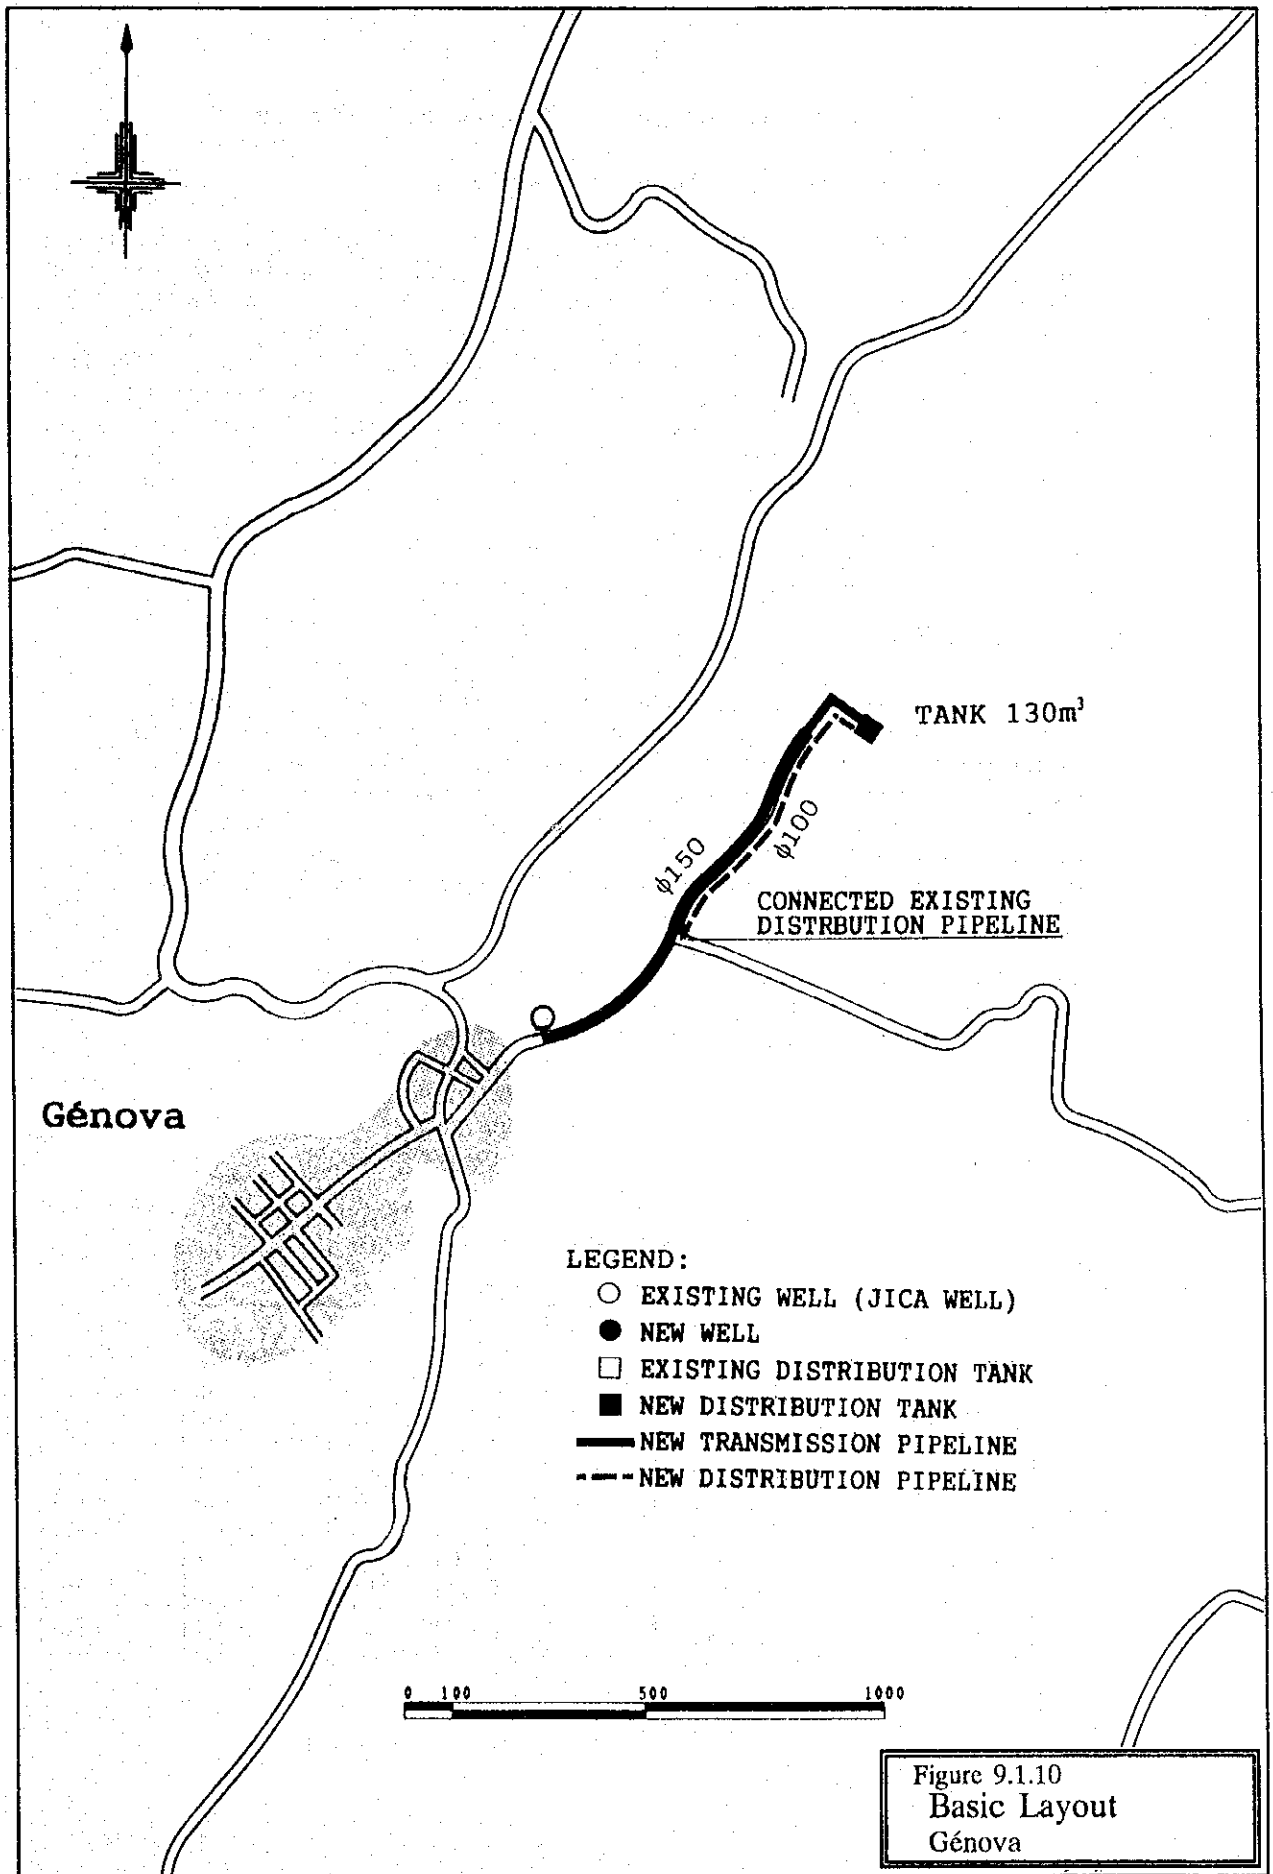 TANK 130m³
φ150
φ100
CONNECTED EXISTING
DISTRBUTION PIPELINE
Génova
LEGEND:
EXISTING WELL (JICA WELL)
NEW WELL
EXISTING DISTRIBUTION TANK
NEW DISTRIBUTION TANK
NEW TRANSMISSION PIPELINE
NEW DISTRIBUTION PIPELINE
0 100 500 1000
Figure 9.1.10
Basic Layout
Génova